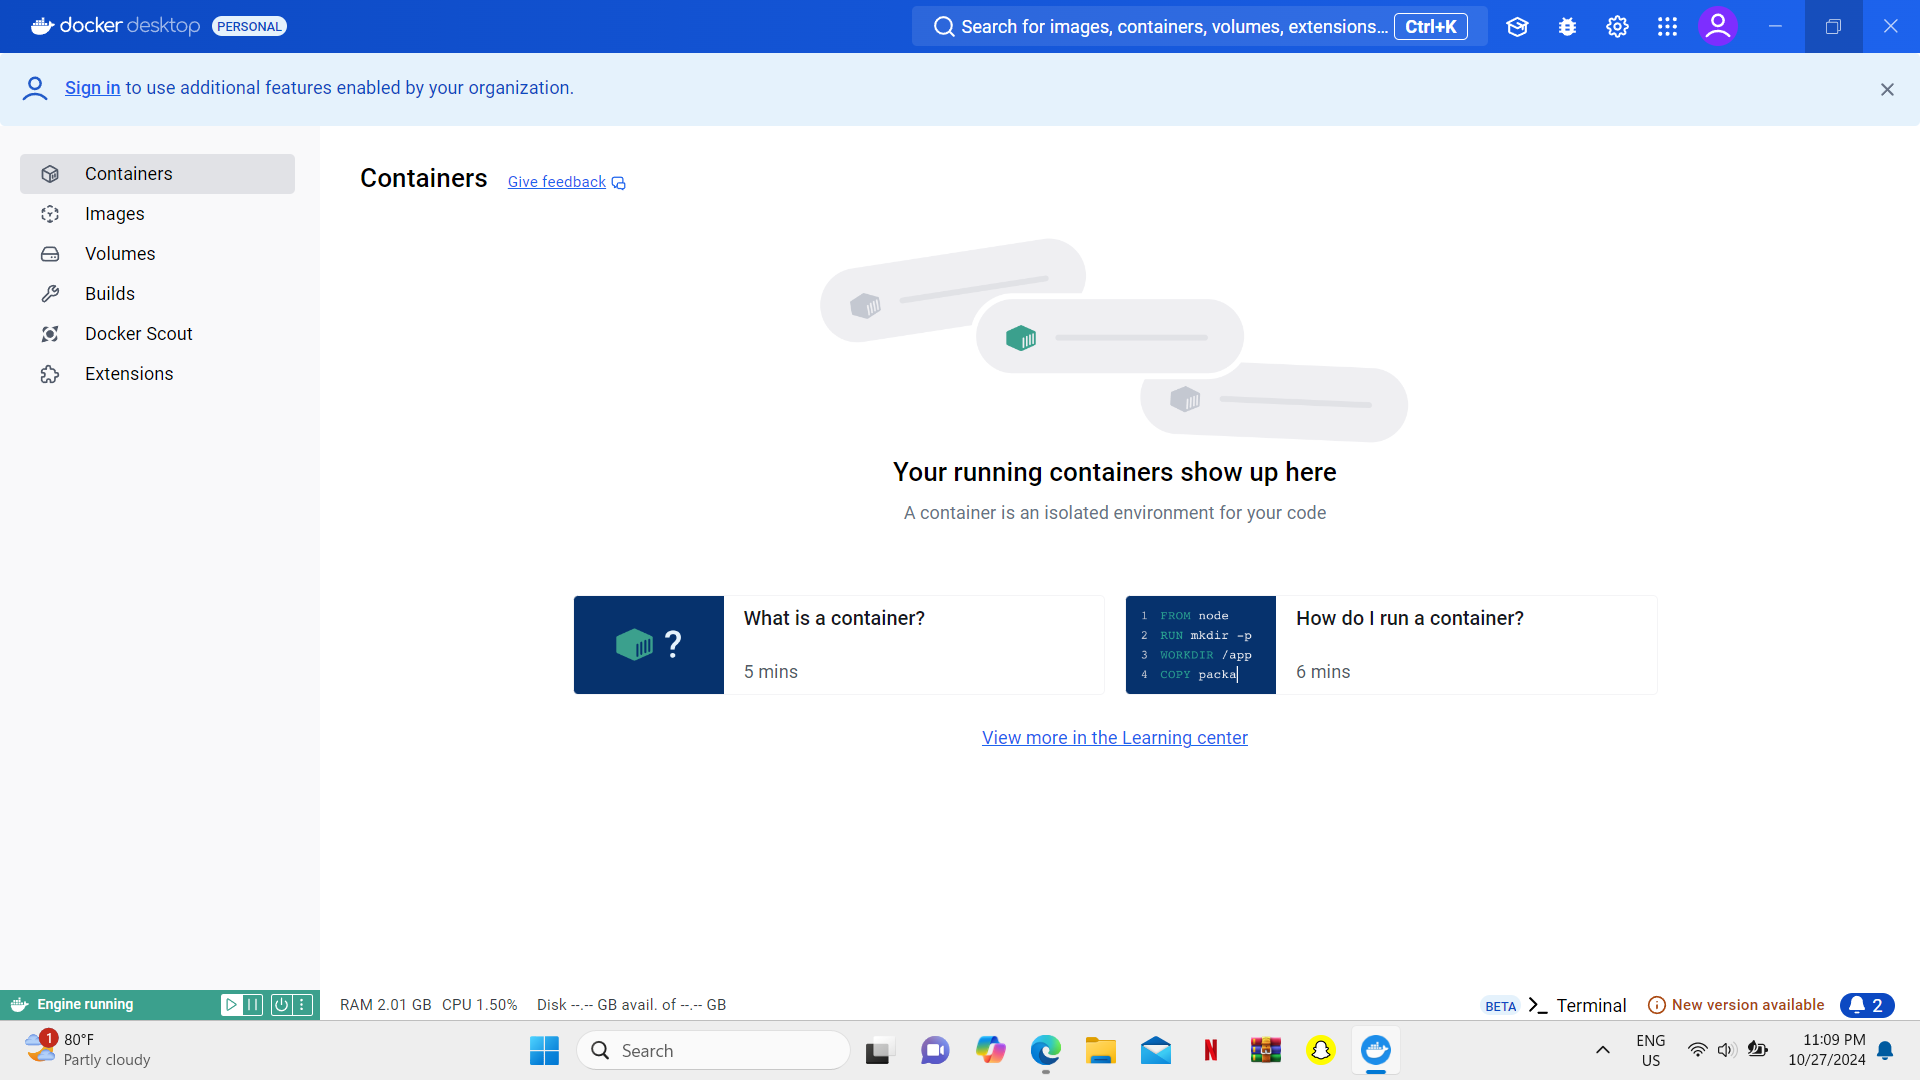 docker desktop PERSONAL
Search for images, containers, volumes, extensions... Ctrl+K
Sign in to use additional features enabled by your organization.
Containers
Images
Volumes
Builds
Docker Scout
Extensions
Containers Give feedback
Your running containers show up here
A container is an isolated environment for your code
?
What is a container?
5 mins
1 FROM node
2 RUN mkdir -p
3 WORKDIR /app
4 COPY packa
How do I run a container?
6 mins
View more in the Learning center
Engine running
RAM 2.01 GB CPU 1.50% Disk --.-- GB avail. of --.-- GB
BETA >_ Terminal
New version available
2
1
80°F
Partly cloudy
Search
N
ENG
US
11:09 PM
10/27/2024